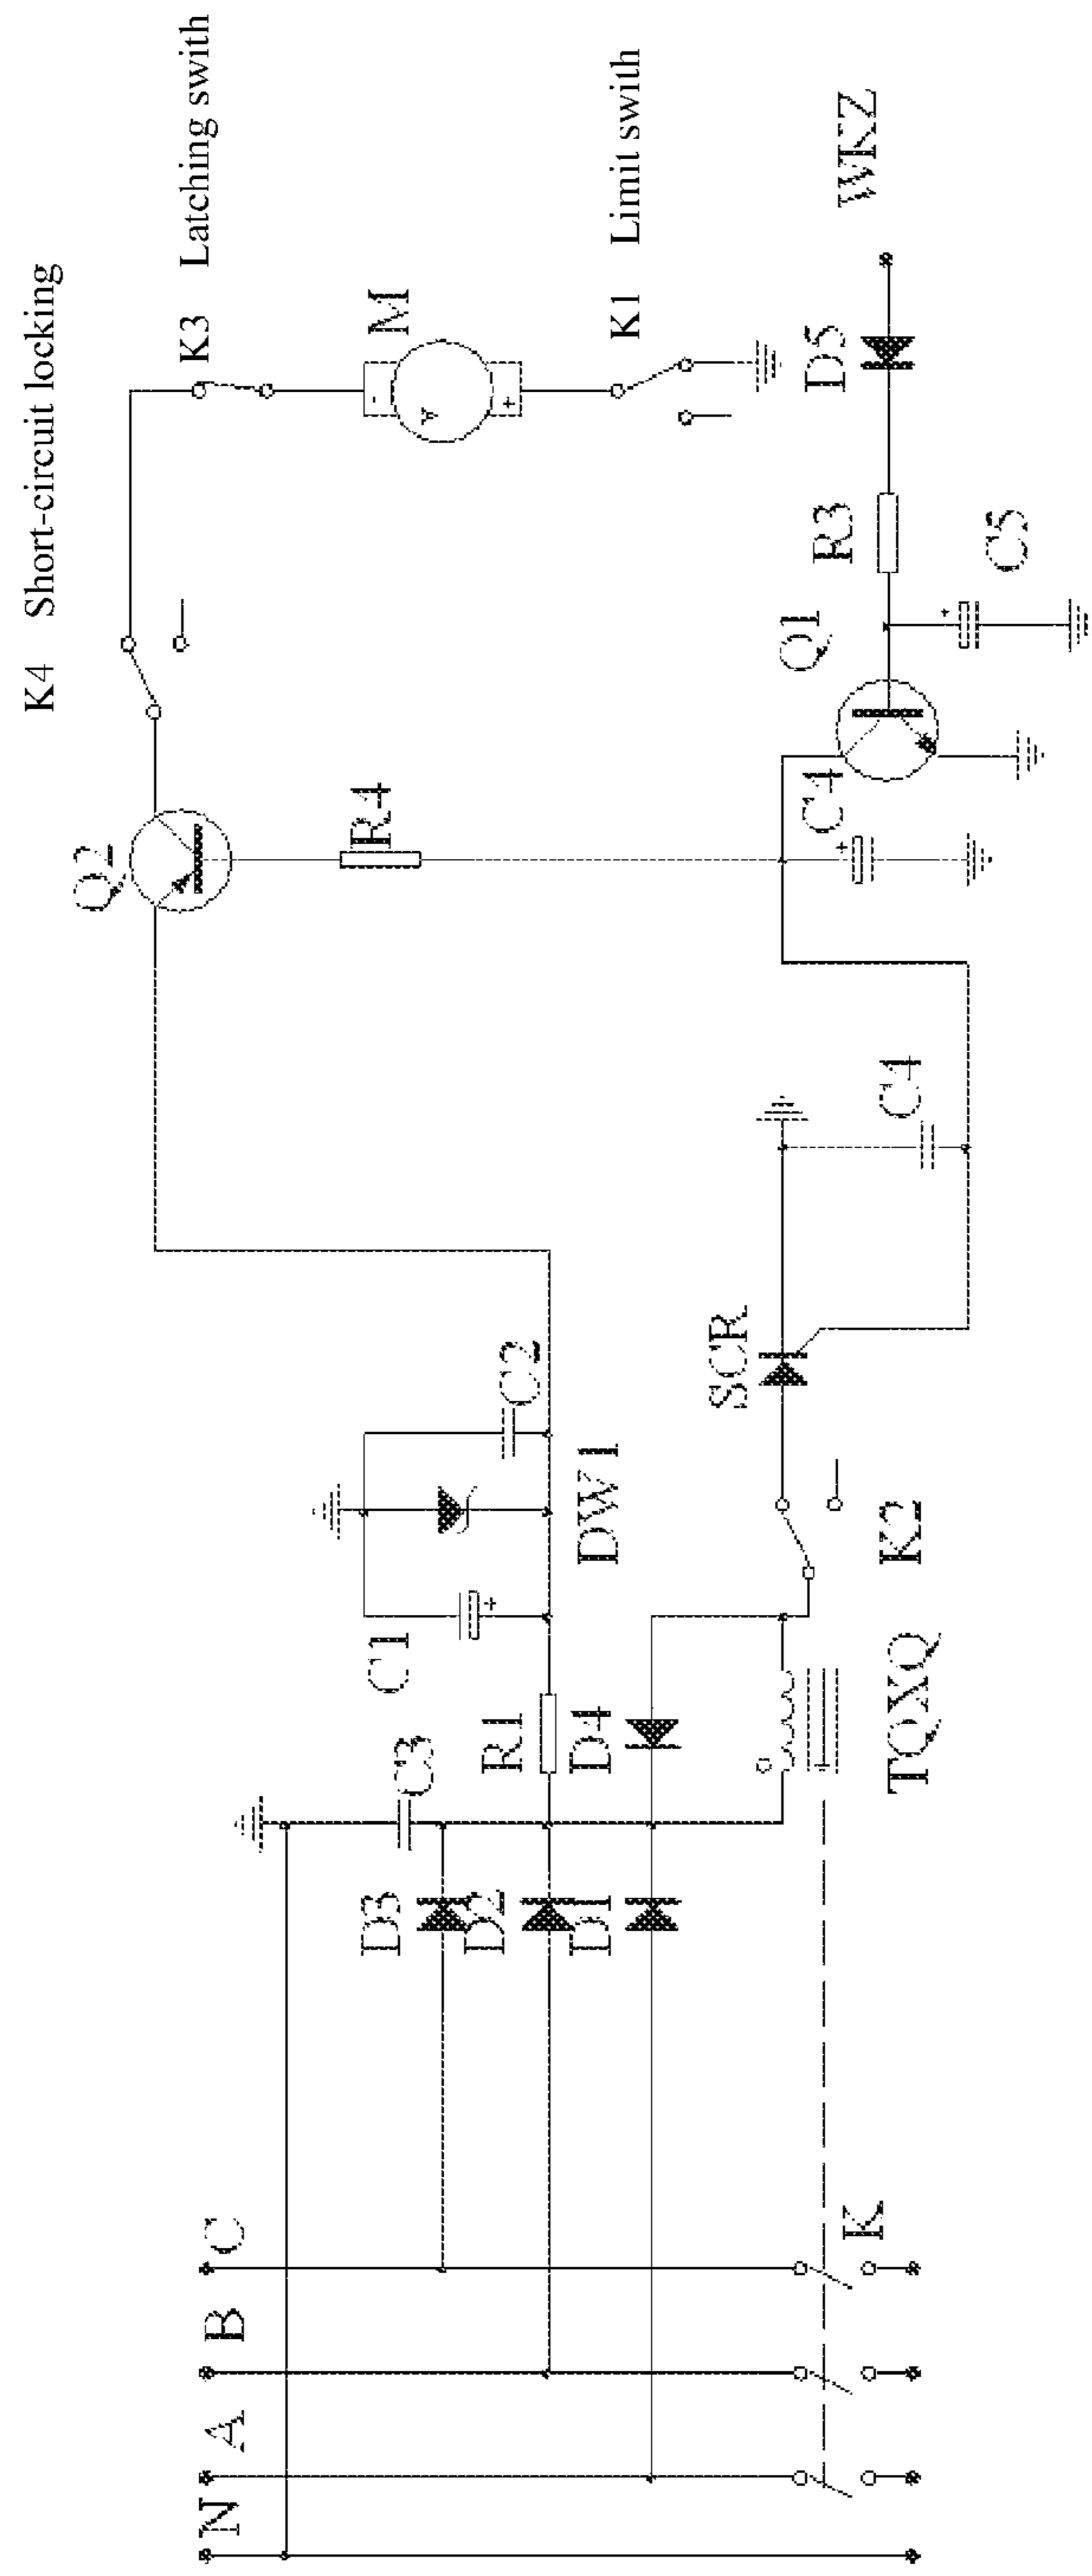 N
A
B
C
K
D3
D2
D1
C3
R1
D4
C1
DW1
C2
TQXQ
K2
SCR
C4
Q2
R4
C4
Q1
R3
C5
D5
WKZ
K4 Short-circuit locking
K3 Latching swith
M
A
-
+
K1 Limit swith
+
+
+